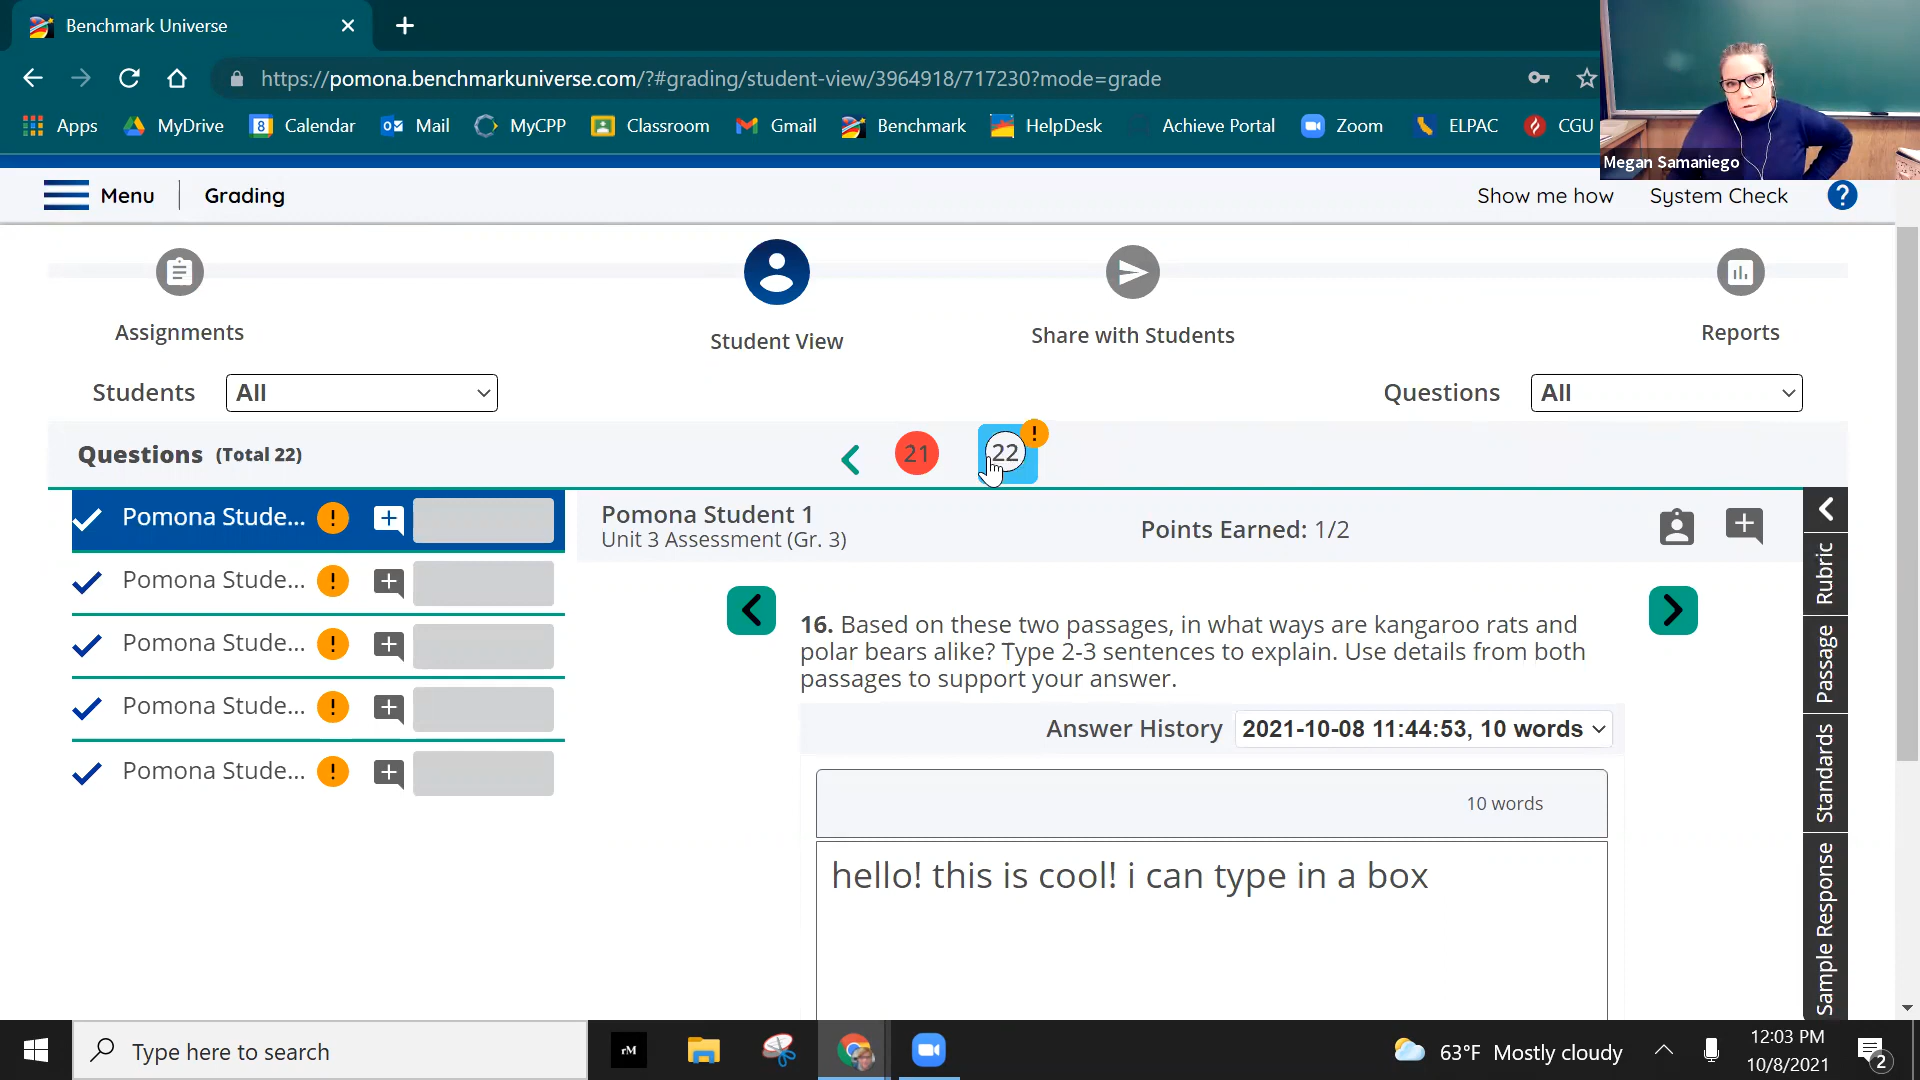 Benchmark Universe
https://pomona.benchmarkuniverse.com/?#grading/student-view/3964918/717230?mode=grade
Apps MyDrive 8 Calendar Mail MyCPP Classroom Gmail Benchmark HelpDesk Achieve Portal Zoom ELPAC CGU
Megan Samaniego
Menu Grading Show me how System Check ?
Assignments Student View Share with Students Reports
Students All Questions All
Questions (Total 22) 21 22 !
Pomona Stude... !
Pomona Stude... !
Pomona Stude... !
Pomona Stude... !
Pomona Stude... !
Pomona Student 1
Unit 3 Assessment (Gr. 3)
Points Earned: 1/2
16. Based on these two passages, in what ways are kangaroo rats and
polar bears alike? Type 2-3 sentences to explain. Use details from both
passages to support your answer.
Answer History 2021-10-08 11:44:53, 10 words
10 words
hello! this is cool! i can type in a box
Rubric
Passage
Standards
Sample Response
Type here to search
rM
63°F Mostly cloudy
12:03 PM
10/8/2021
2